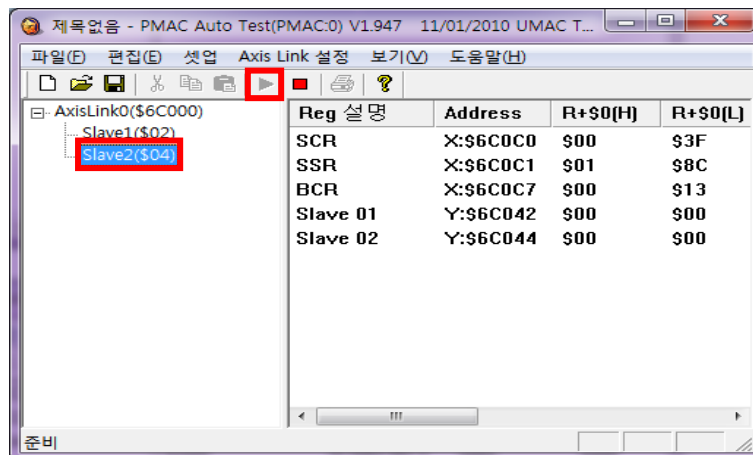 제목없음 - PMAC Auto Test(PMAC:0) V1.947 11/01/2010 UMAC T...
파일(F) 편집(E) 셋업 Axis Link 설정 보기(V) 도움말(H)
AxisLink0($6C000)
Slave1($02)
Slave2($04)
Reg 설명 Address R+$0(H) R+$0(L)
SCR X:$6C0C0 $00 $3F
SSR X:$6C0C1 $01 $8C
BCR X:$6C0C7 $00 $13
Slave 01 Y:$6C042 $00 $00
Slave 02 Y:$6C044 $00 $00
준비